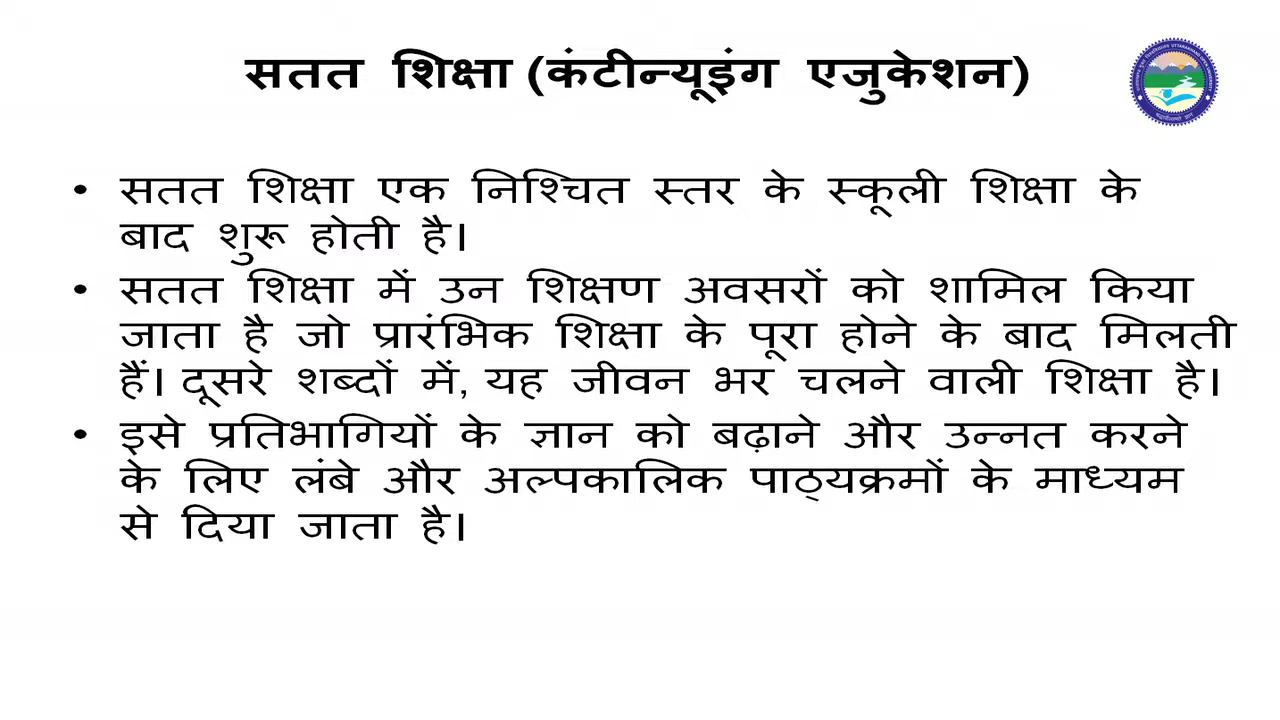 सतत शिक्षा (कंटीन्यूइंग एजुकेशन)
• सतत शिक्षा एक निश्चित स्तर के स्कूली शिक्षा के
बाद शुरू होती है।
• सतत शिक्षा में उन शिक्षण अवसरों को शामिल किया
जाता है जो प्रारंभिक शिक्षा के पूरा होने के बाद मिलती
हैं। दूसरे शब्दों में, यह जीवन भर चलने वाली शिक्षा है।
• इसे प्रतिभागियों के ज्ञान को बढ़ाने और उन्नत करने
के लिए लंबे और अल्पकालिक पाठ्यक्रमों के माध्यम
से दिया जाता है।